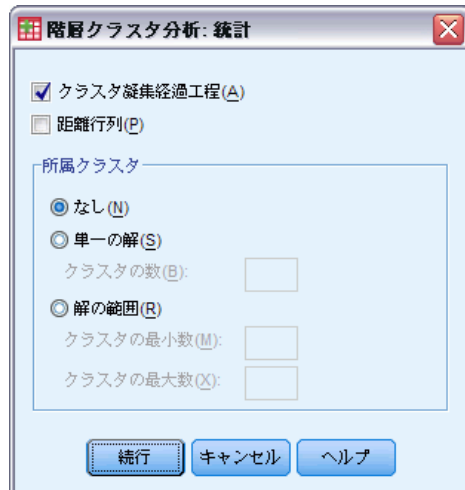 階層クラスタ分析: 統計
クラスタ凝集経過工程(A)
距離行列(P)
所属クラスタ
なし(N)
単一の解(S)
クラスタの数(B):
解の範囲(R)
クラスタの最小数(M):
クラスタの最大数(X):
続行 キャンセル ヘルプ